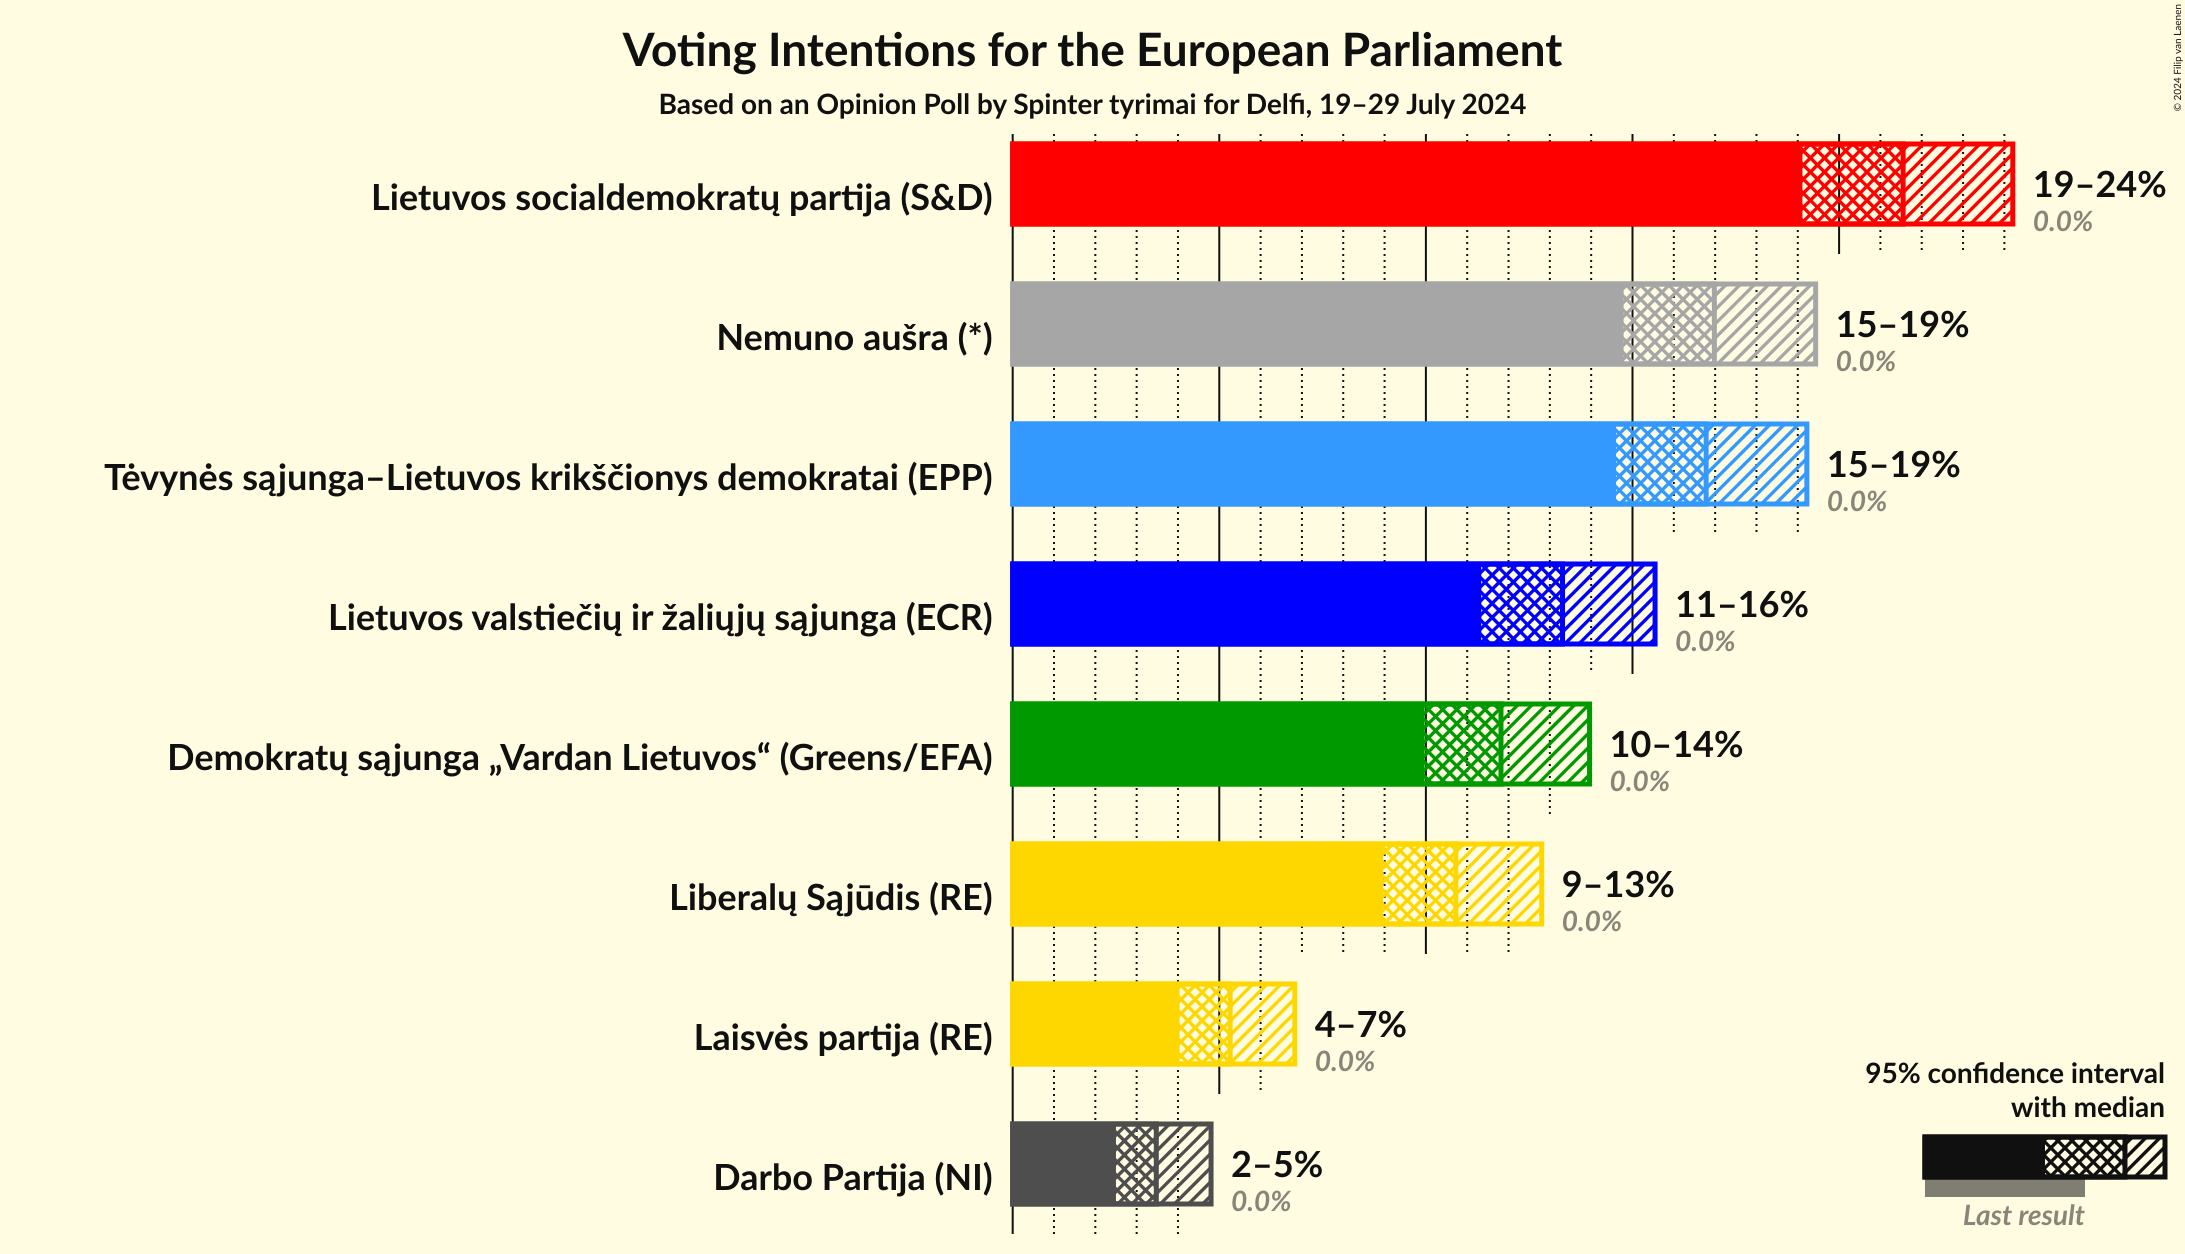 Voting Intentions for the European Parliament
Based on an Opinion Poll by Spinter tyrimai for Delfi, 19–29 July 2024
© 2024 Filip van Laenen
Lietuvos socialdemokratų partija (S&D)
19–24%
0.0%
Nemuno aušra (*)
15–19%
0.0%
Tėvynės sąjunga–Lietuvos krikščionys demokratai (EPP)
15–19%
0.0%
Lietuvos valstiečių ir žaliųjų sąjunga (ECR)
11–16%
0.0%
Demokratų sąjunga „Vardan Lietuvos“ (Greens/EFA)
10–14%
0.0%
Liberalų Sąjūdis (RE)
9–13%
0.0%
Laisvės partija (RE)
4–7%
0.0%
Darbo Partija (NI)
2–5%
0.0%
95% confidence interval
with median
Last result